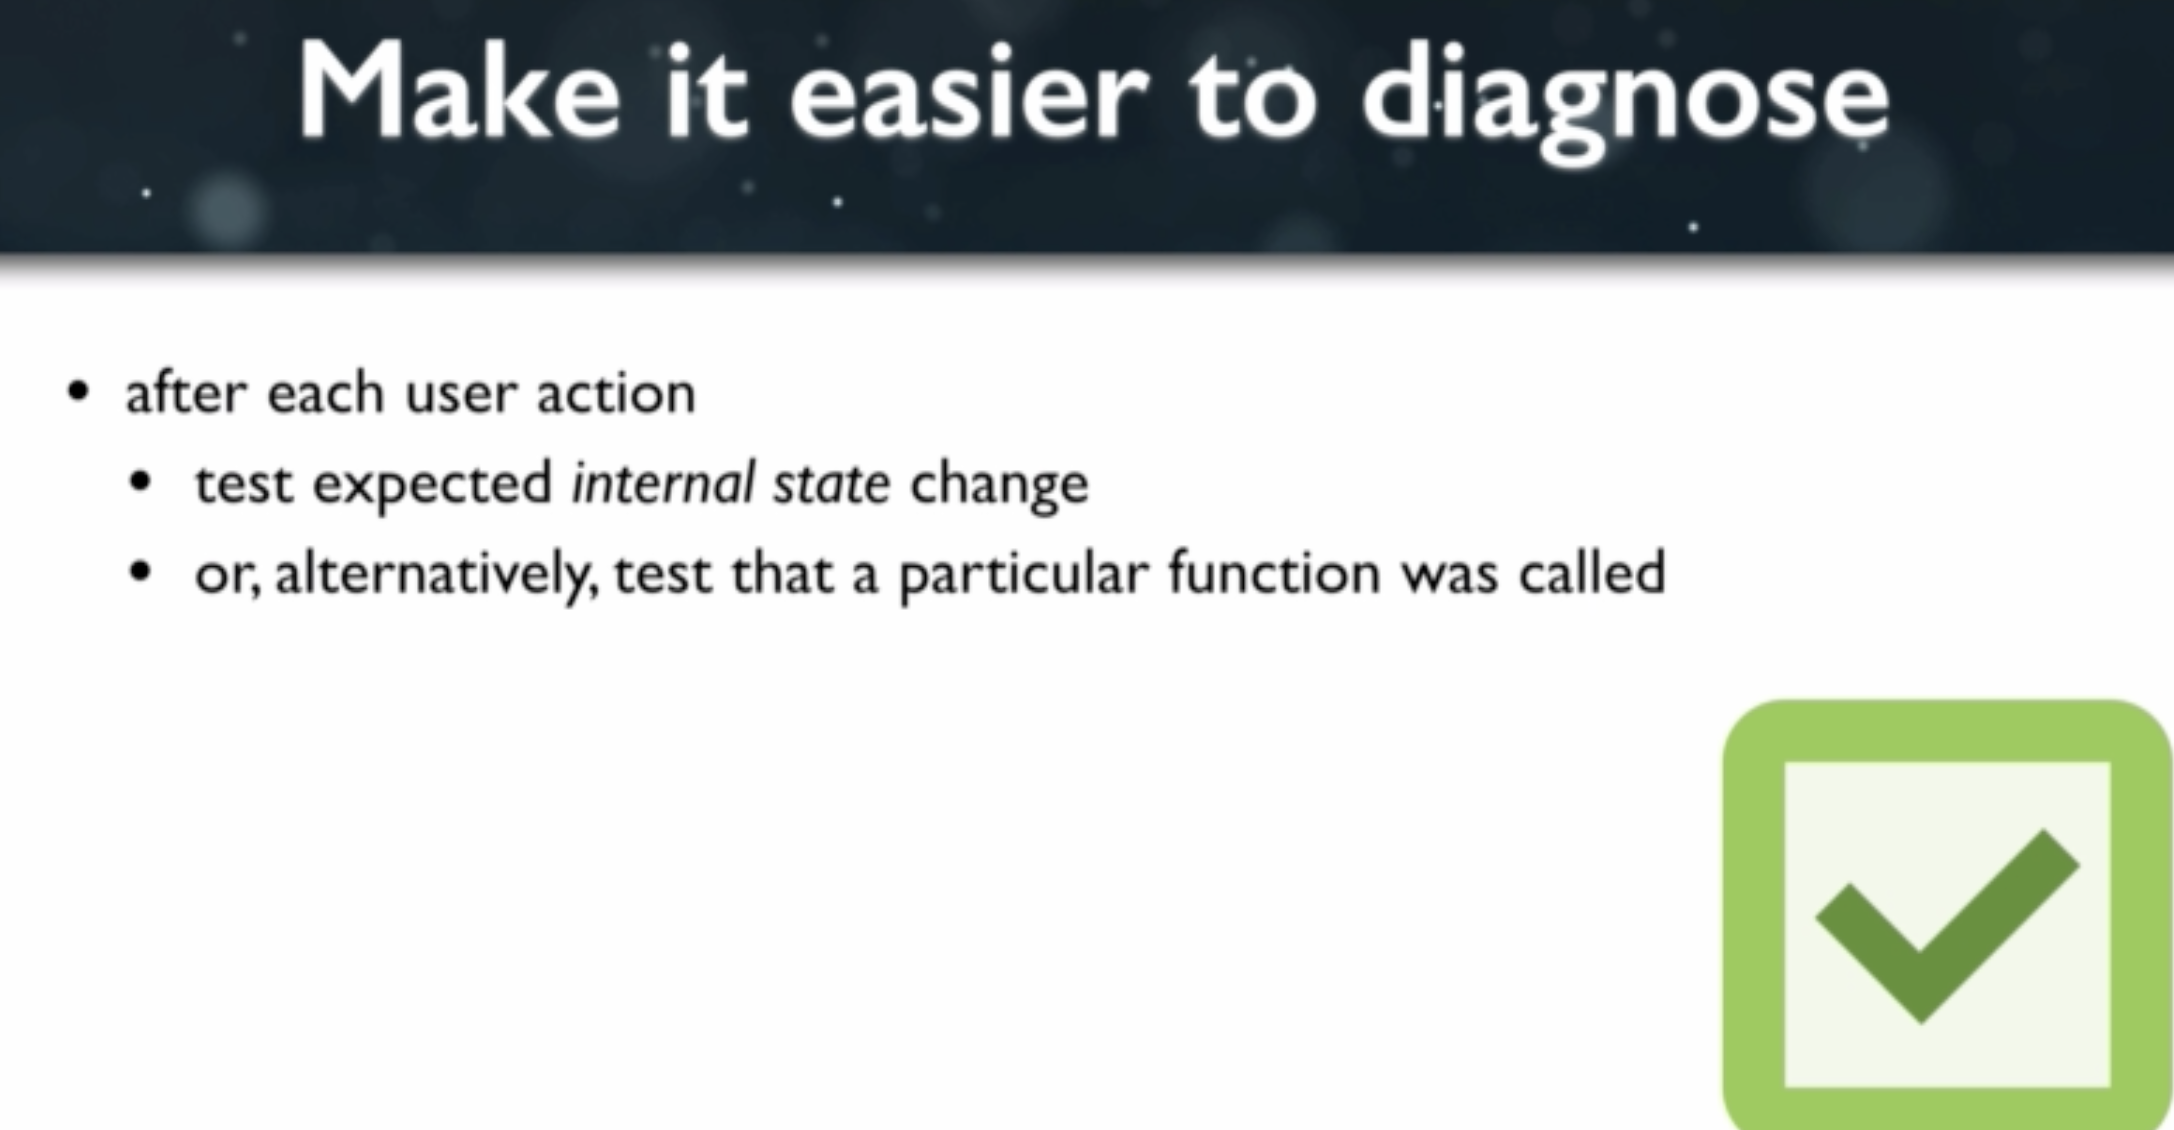 Make it easier to diagnose
• after each user action
• test expected internal state change
• or, alternatively, test that a particular function was called